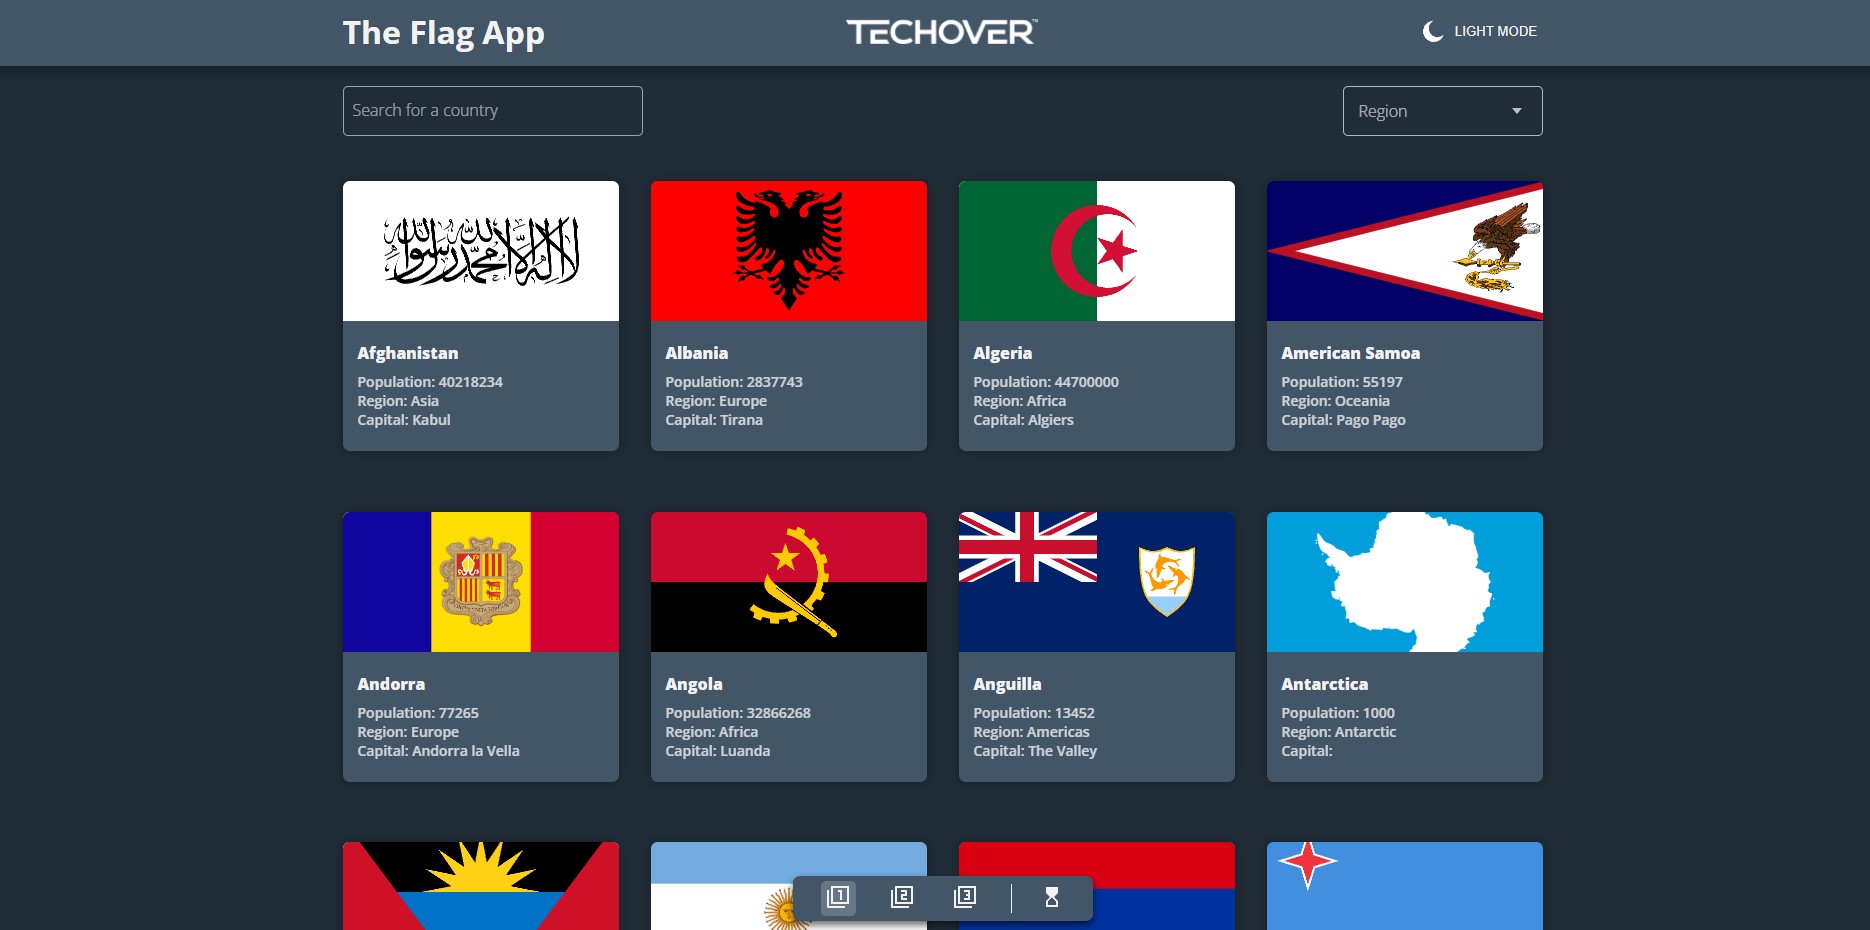 The Flag App
TECHOVER™
LIGHT MODE
Search for a country
Region
لا إله إلا الله محمد رسول الله
Afghanistan
Population: 40218234
Region: Asia
Capital: Kabul
Albania
Population: 2837743
Region: Europe
Capital: Tirana
Algeria
Population: 44700000
Region: Africa
Capital: Algiers
American Samoa
Population: 55197
Region: Oceania
Capital: Pago Pago
Andorra
Population: 77265
Region: Europe
Capital: Andorra la Vella
Angola
Population: 32866268
Region: Africa
Capital: Luanda
Anguilla
Population: 13452
Region: Americas
Capital: The Valley
Antarctica
Population: 1000
Region: Antarctic
Capital:
1
2
3